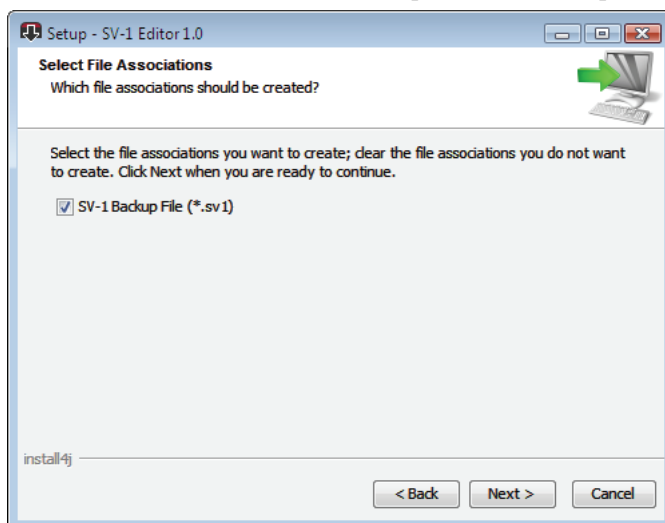 Setup - SV-1 Editor 1.0
Select File Associations
Which file associations should be created?
Select the file associations you want to create; clear the file associations you do not want
to create. Click Next when you are ready to continue.
SV-1 Backup File (*.sv1)
install4j
< Back Next > Cancel